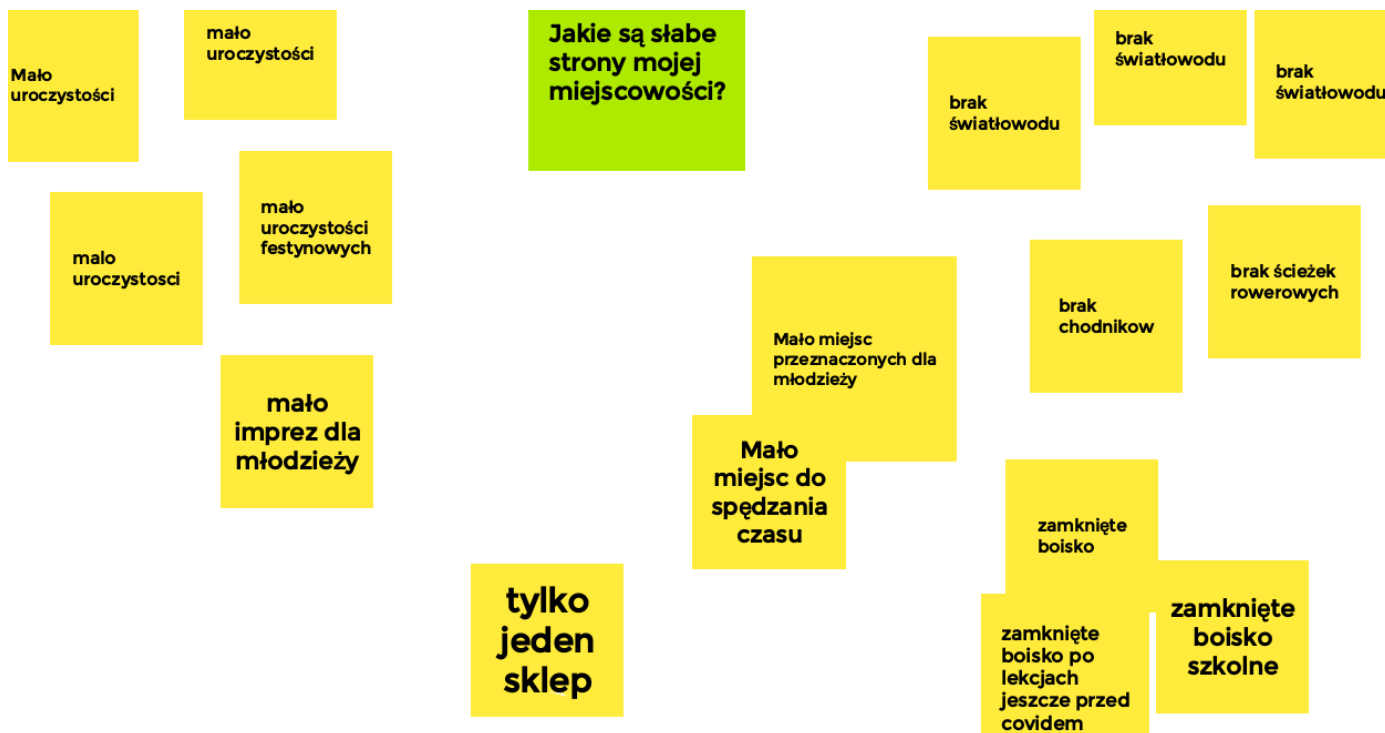 Jakie są słabe
strony mojej
miejscowości?
Mało
uroczystości
mało
uroczystości
malo
uroczystosci
mało
uroczystości
festynowych
mało
imprez dla
młodzieży
tylko
jeden
sklep
Mało miejsc
przeznaczonych dla
młodzieży
Mało
miejsc do
spędzania
czasu
brak
światłowodu
brak
światłowodu
brak
światłowodu
brak
chodnikow
brak ścieżek
rowerowych
zamknięte
boisko
zamknięte
boisko po
lekcjach
jeszcze przed
covidem
zamknięte
boisko
szkolne